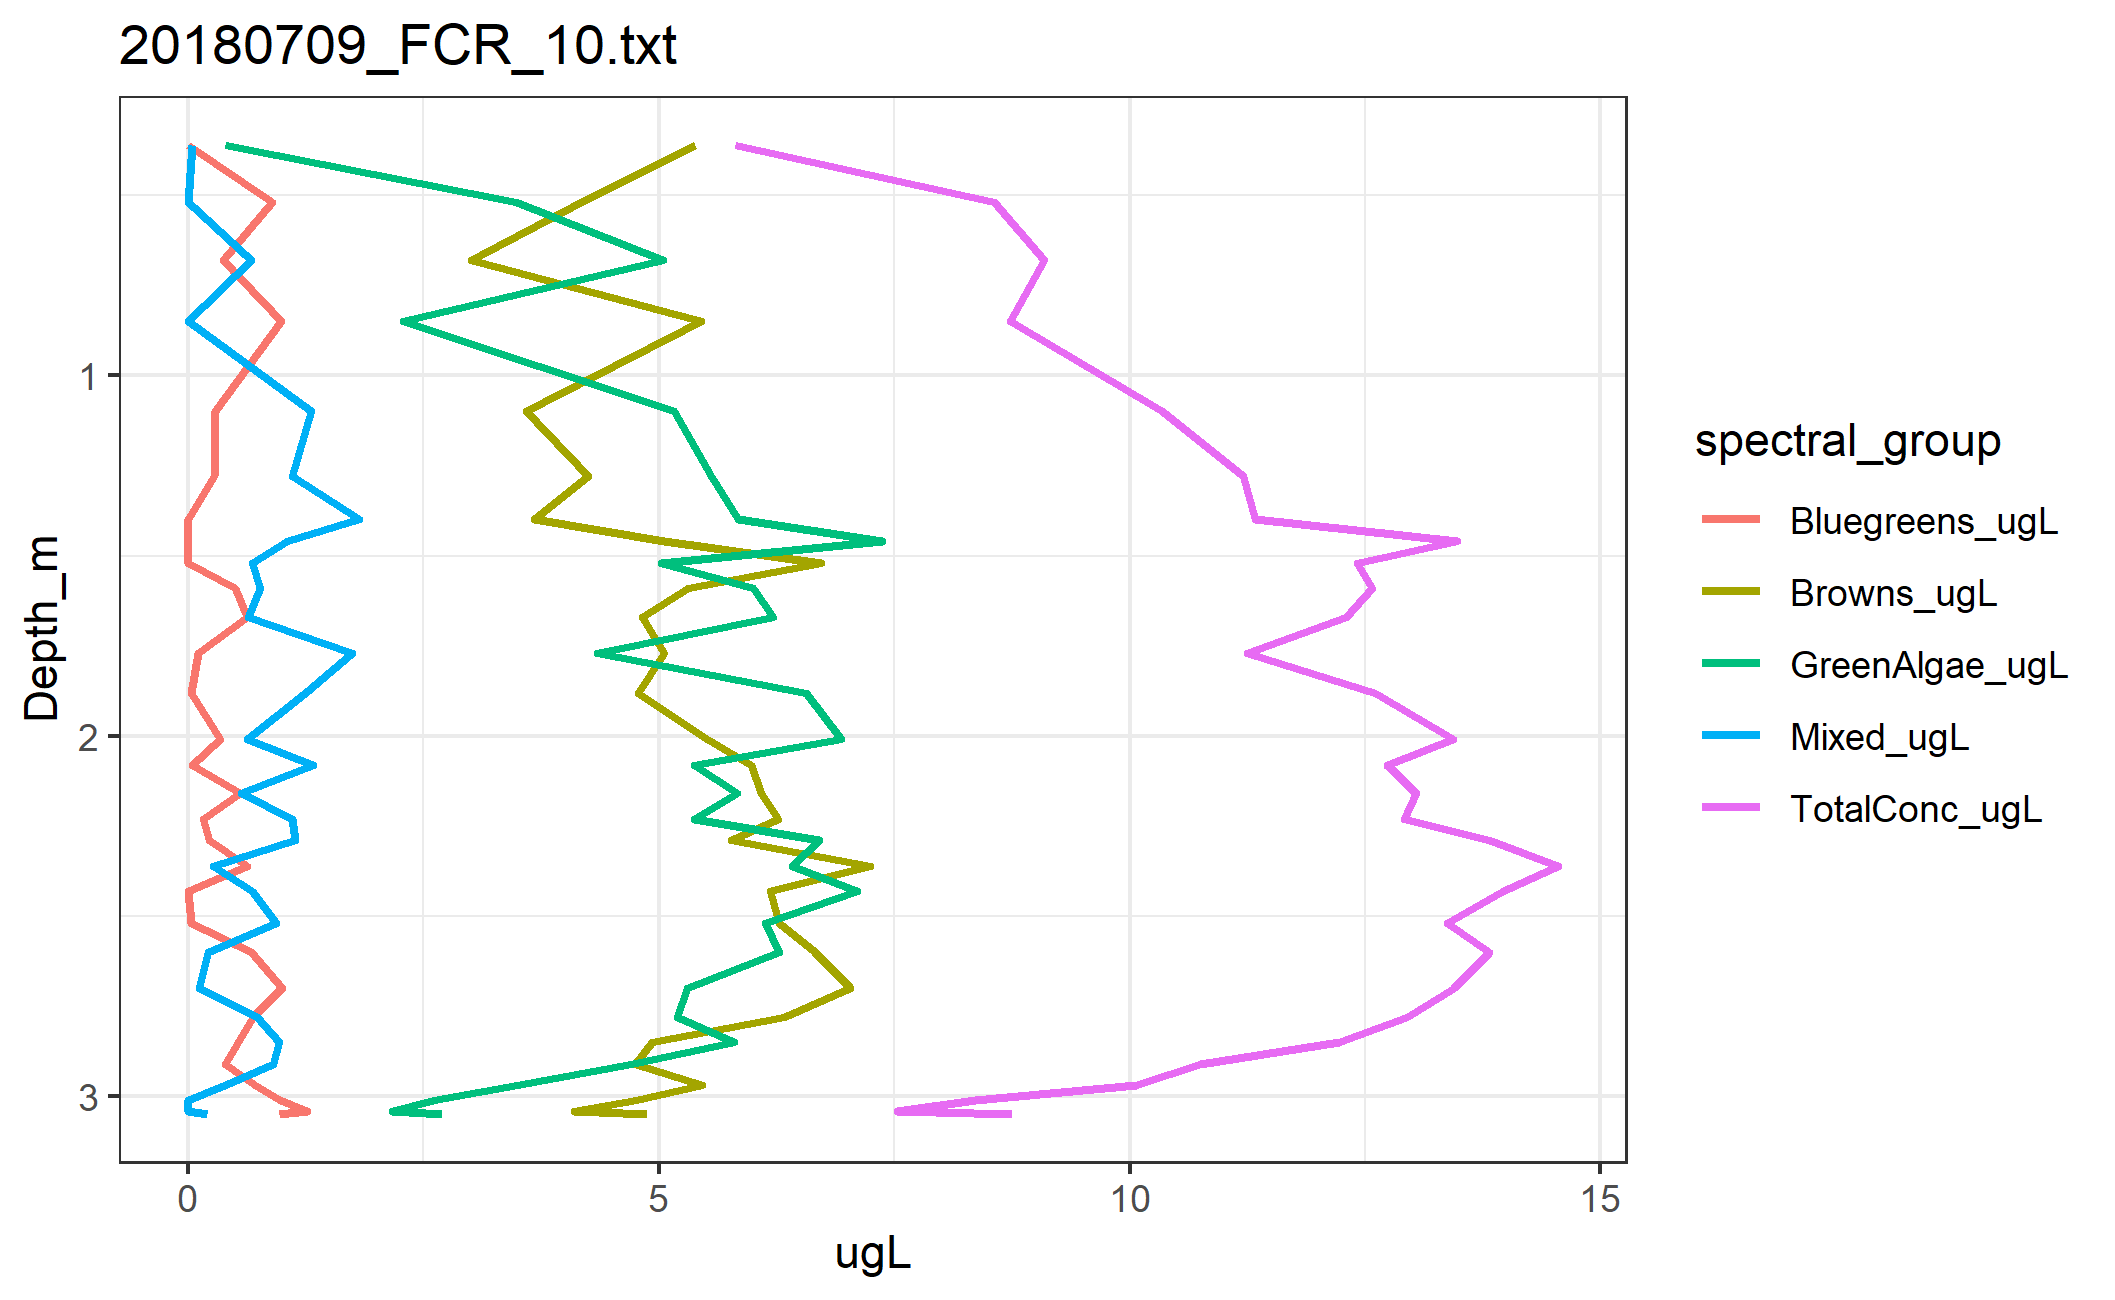 20180709_FCR_10.txt
Depth_m
1
2
3
0 5 10 15
ugL
spectral_group
Bluegreens_ugL
Browns_ugL
GreenAlgae_ugL
Mixed_ugL
TotalConc_ugL